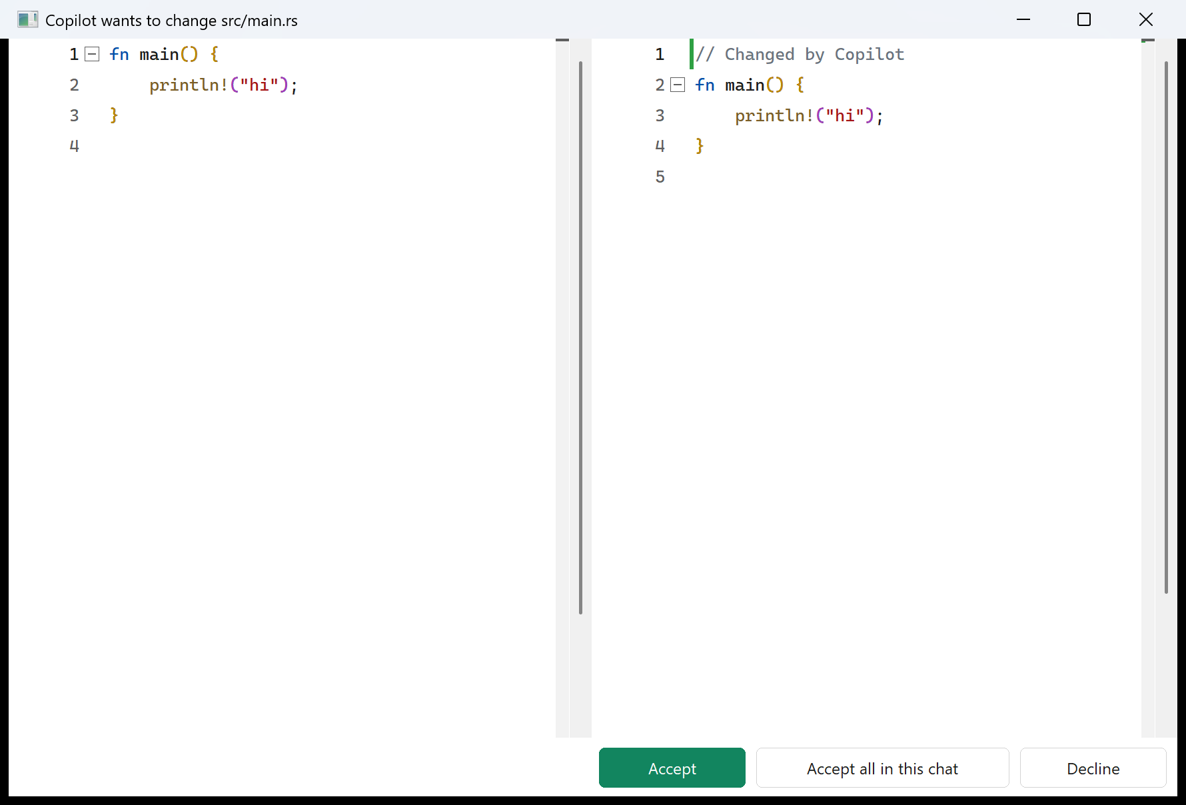 Copilot wants to change src/main.rs
1 fn main() {
2     println!("hi");
3 }
4
1 // Changed by Copilot
2 fn main() {
3     println!("hi");
4 }
5
Accept
Accept all in this chat
Decline